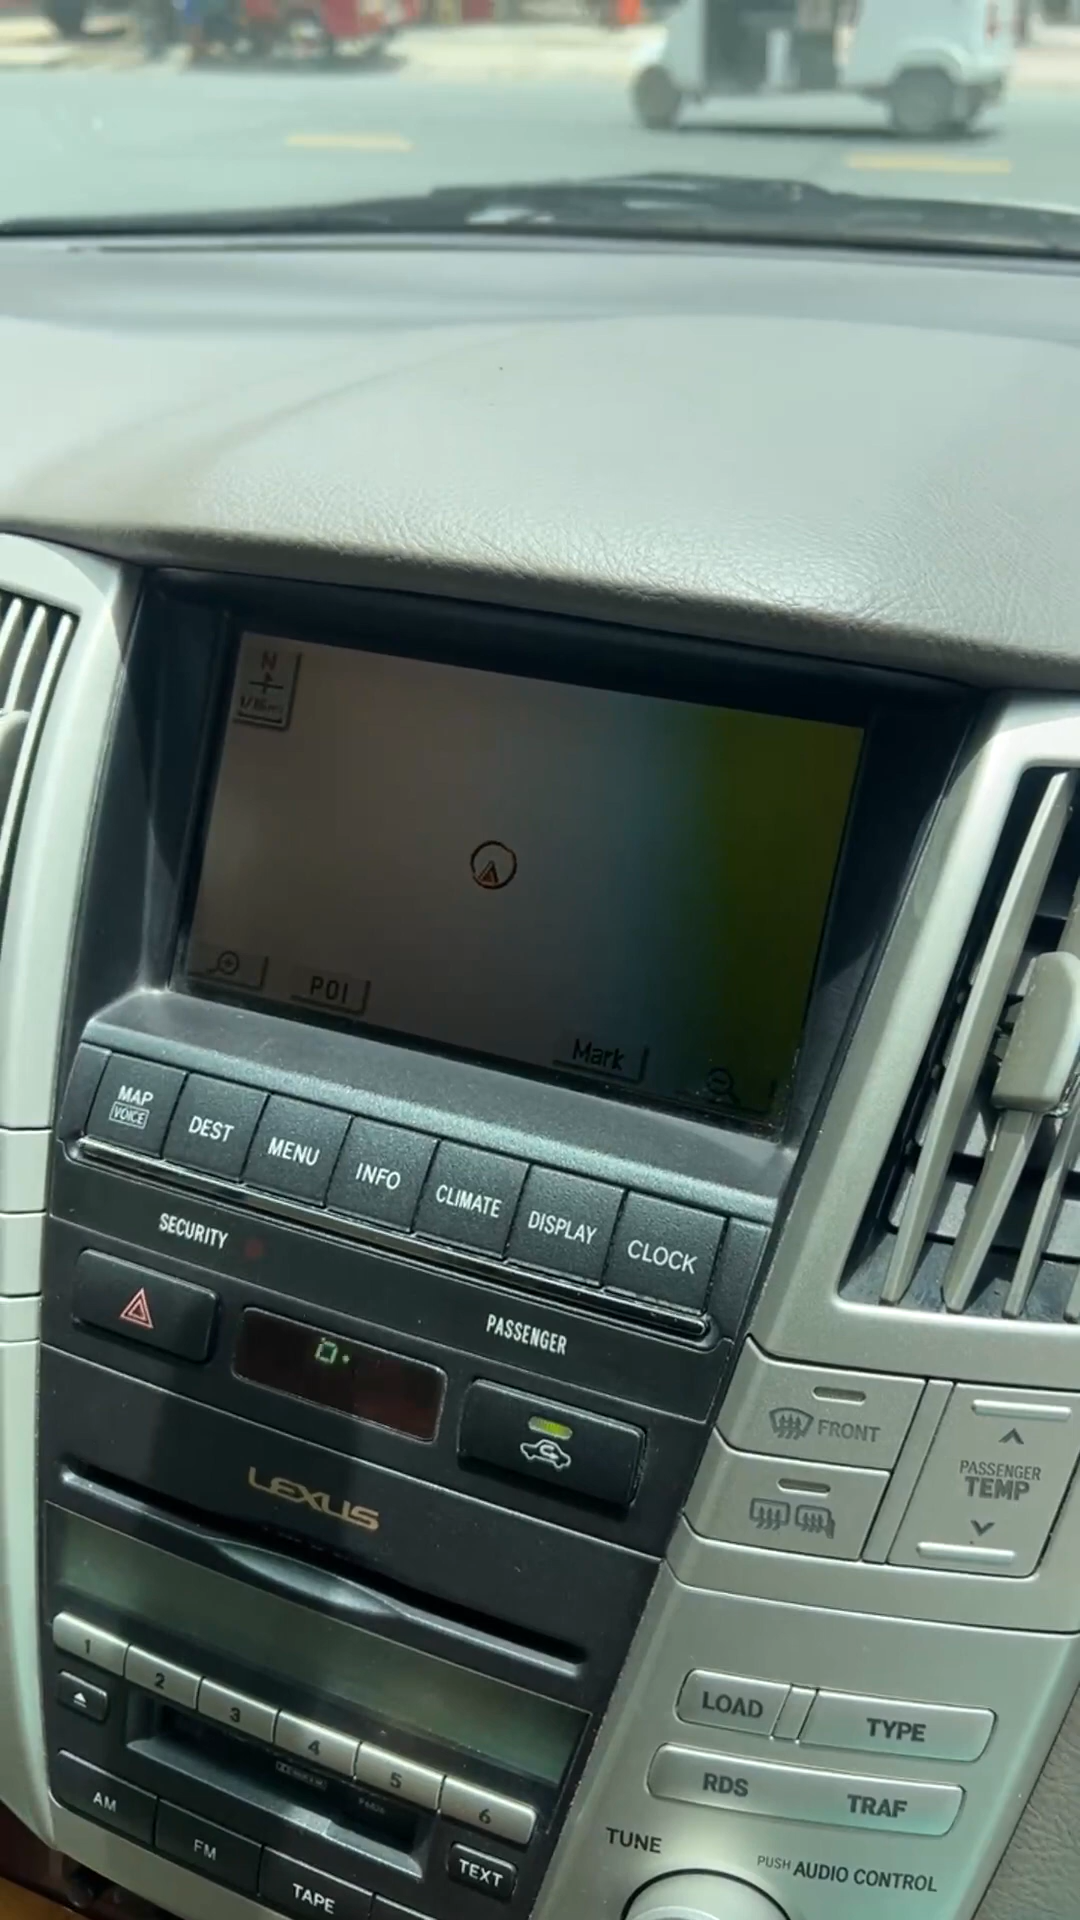 N
POI
Mark
MAP
VOICE
DEST
MENU
INFO
CLIMATE
DISPLAY
CLOCK
SECURITY
PASSENGER
FRONT
PASSENGER
TEMP
LEXUS
1
2
3
4
5
6
LOAD
TYPE
RDS
TRAF
AM
FM
TAPE
TEXT
TUNE
PUSH AUDIO CONTROL